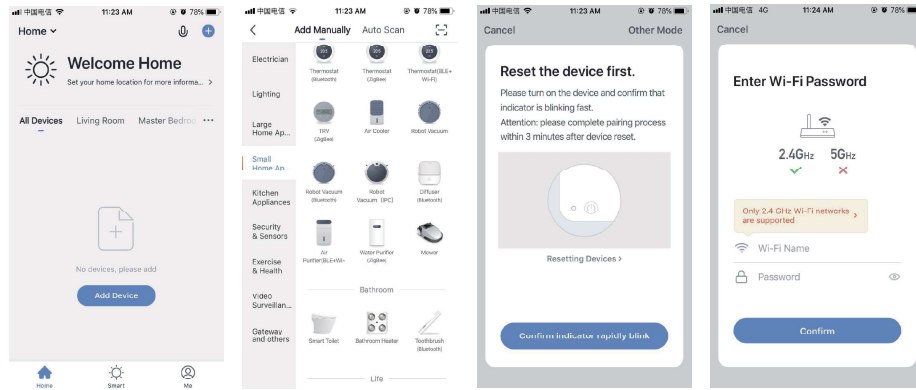 中国电信
11:23 AM
78%
Home
Welcome Home
Set your home location for more informa...
All Devices
Living Room
Master Bedroo
No devices, please add
Add Device
Home
Smart
Me
中国电信
11:23 AM
78%
Add Manually
Auto Scan
Electrician
Lighting
Large
Home Ap...
Small
Home Ap...
Kitchen
Appliances
Security
& Sensors
Exercise
& Health
Video
Surveillan...
Gateway
and others
Thermostat
(Bluetooth)
Thermostat
(ZigBee)
Thermostat(BLE+
Wi-Fi)
TRV
(ZigBee)
Air Cooler
Robot Vacuum
Robot Vacuum
(Bluetooth)
Robot
Vacuum (IPC)
Diffuser
(Bluetooth)
Air
Purifier(BLE+Wi-
Water Purifier
(ZigBee)
Mower
Bathroom
Smart Toilet
Bathroom Heater
Toothbrush
(Bluetooth)
Life
中国电信
11:23 AM
78%
Cancel
Other Mode
Reset the device first.
Please turn on the device and confirm that
indicator is blinking fast.
Attention: please complete pairing process
within 3 minutes after device reset.
Resetting Devices >
Confirm indicator rapidly blink
中国电信 4G
11:24 AM
78%
Cancel
Enter Wi-Fi Password
2.4GHz
5GHz
Only 2.4 GHz Wi-Fi networks
are supported
Wi-Fi Name
Password
Confirm